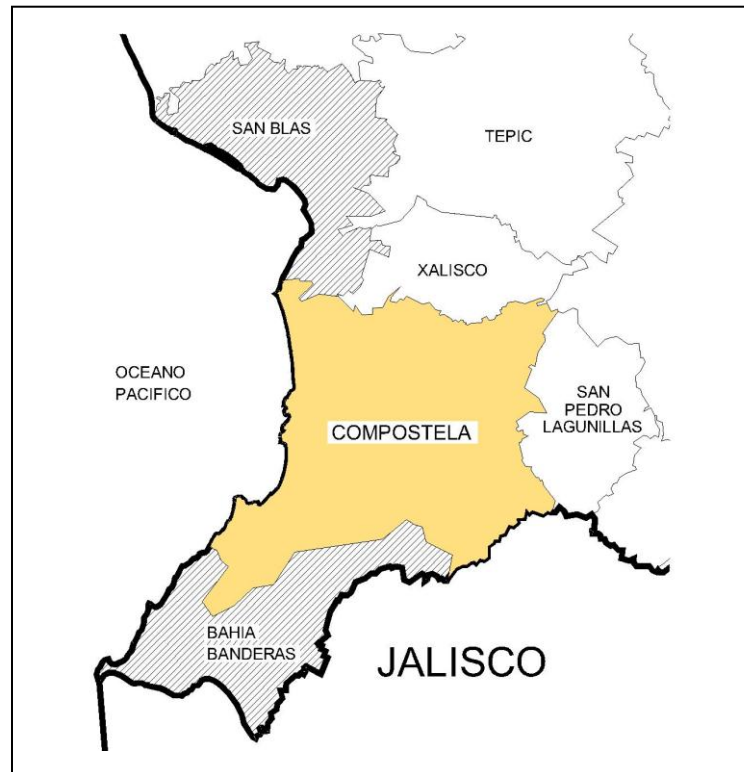 SAN BLAS
TEPIC
XALISCO
OCEANO
PACIFICO
SAN
PEDRO
LAGUNILLAS
COMPOSTELA
BAHIA
BANDERAS
JALISCO